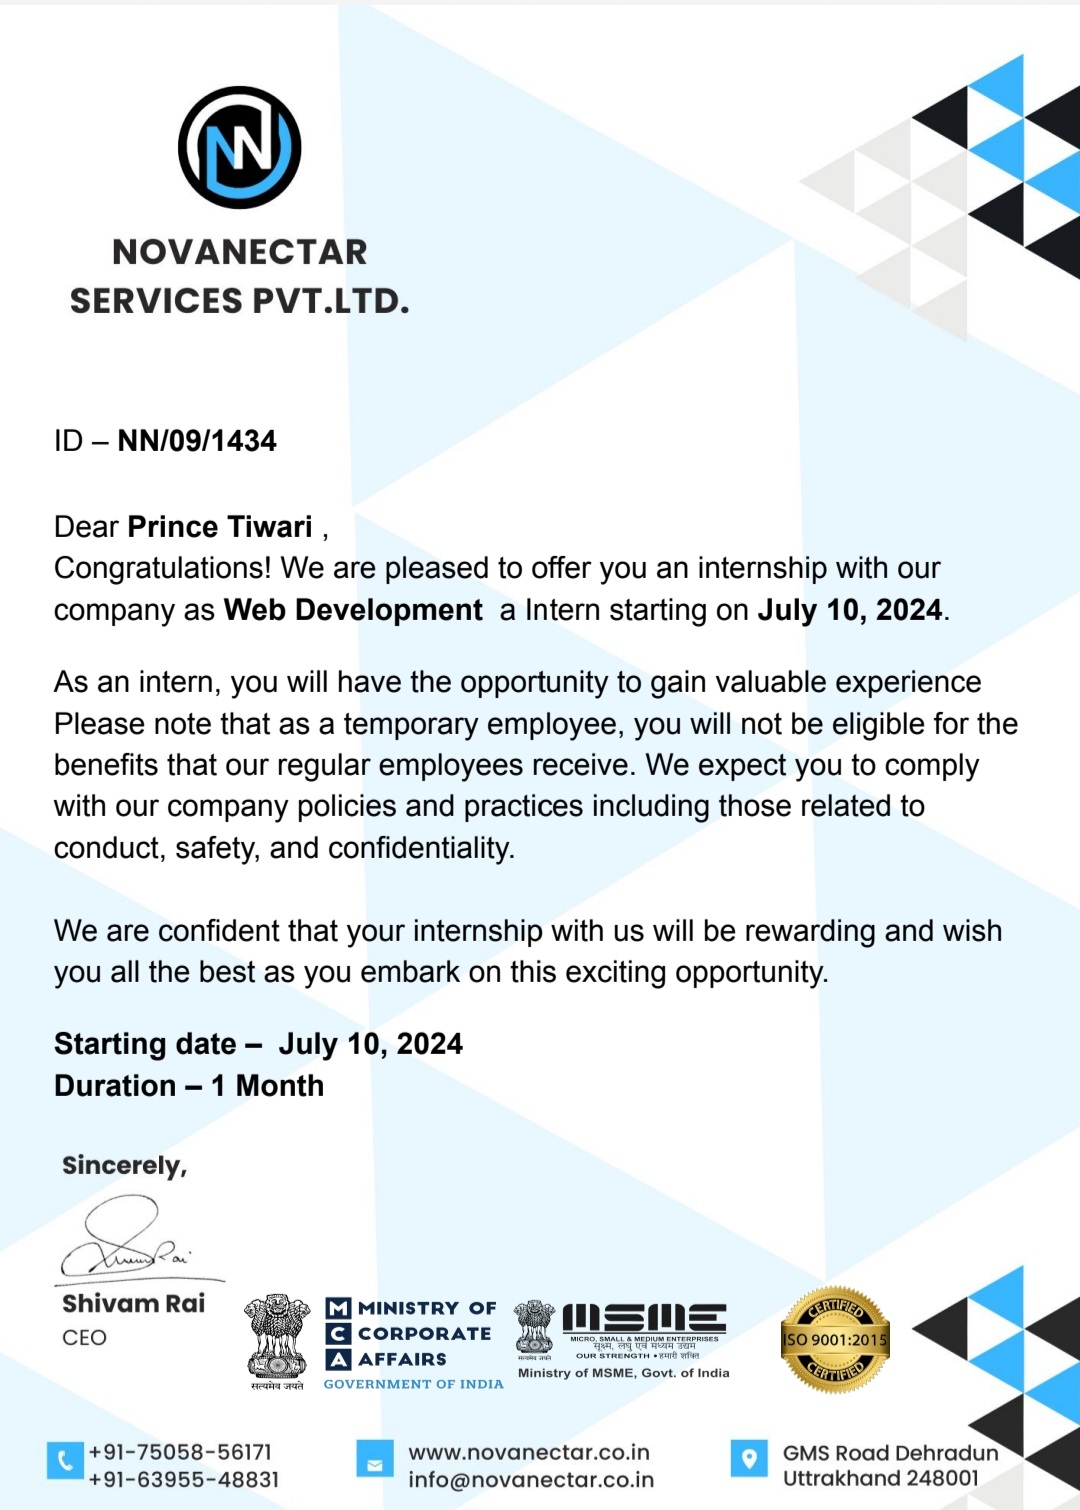 NN
NOVANECTAR
SERVICES PVT.LTD.
ID – NN/09/1434
Dear Prince Tiwari ,
Congratulations! We are pleased to offer you an internship with our
company as Web Development  a Intern starting on July 10, 2024.
As an intern, you will have the opportunity to gain valuable experience
Please note that as a temporary employee, you will not be eligible for the
benefits that our regular employees receive. We expect you to comply
with our company policies and practices including those related to
conduct, safety, and confidentiality.
We are confident that your internship with us will be rewarding and wish
you all the best as you embark on this exciting opportunity.
Starting date –  July 10, 2024
Duration – 1 Month
Sincerely,
Shivam Rai
CEO
सत्यमेव जयते
MINISTRY OF
CORPORATE
AFFAIRS
GOVERNMENT OF INDIA
सत्यमेव जयते
MSME
MICRO, SMALL & MEDIUM ENTERPRISES
सूक्ष्म, लघु एवं मध्यम उद्यम
OUR STRENGTH • हमारी शक्ति
Ministry of MSME, Govt. of India
CERTIFIED
ISO 9001:2015
CERTIFIED
+91-75058-56171
+91-63955-48831
www.novanectar.co.in
info@novanectar.co.in
GMS Road Dehradun
Uttrakhand 248001